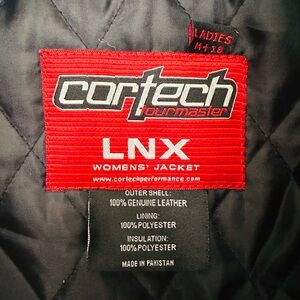 LADIES
M+18
cortech
tourmaster
LNX
WOMENS' JACKET
www.cortechperformance.com
OUTER SHELL:
100% GENUINE LEATHER
LINING:
100% POLYESTER
INSULATION:
100% POLYESTER
MADE IN PAKISTAN